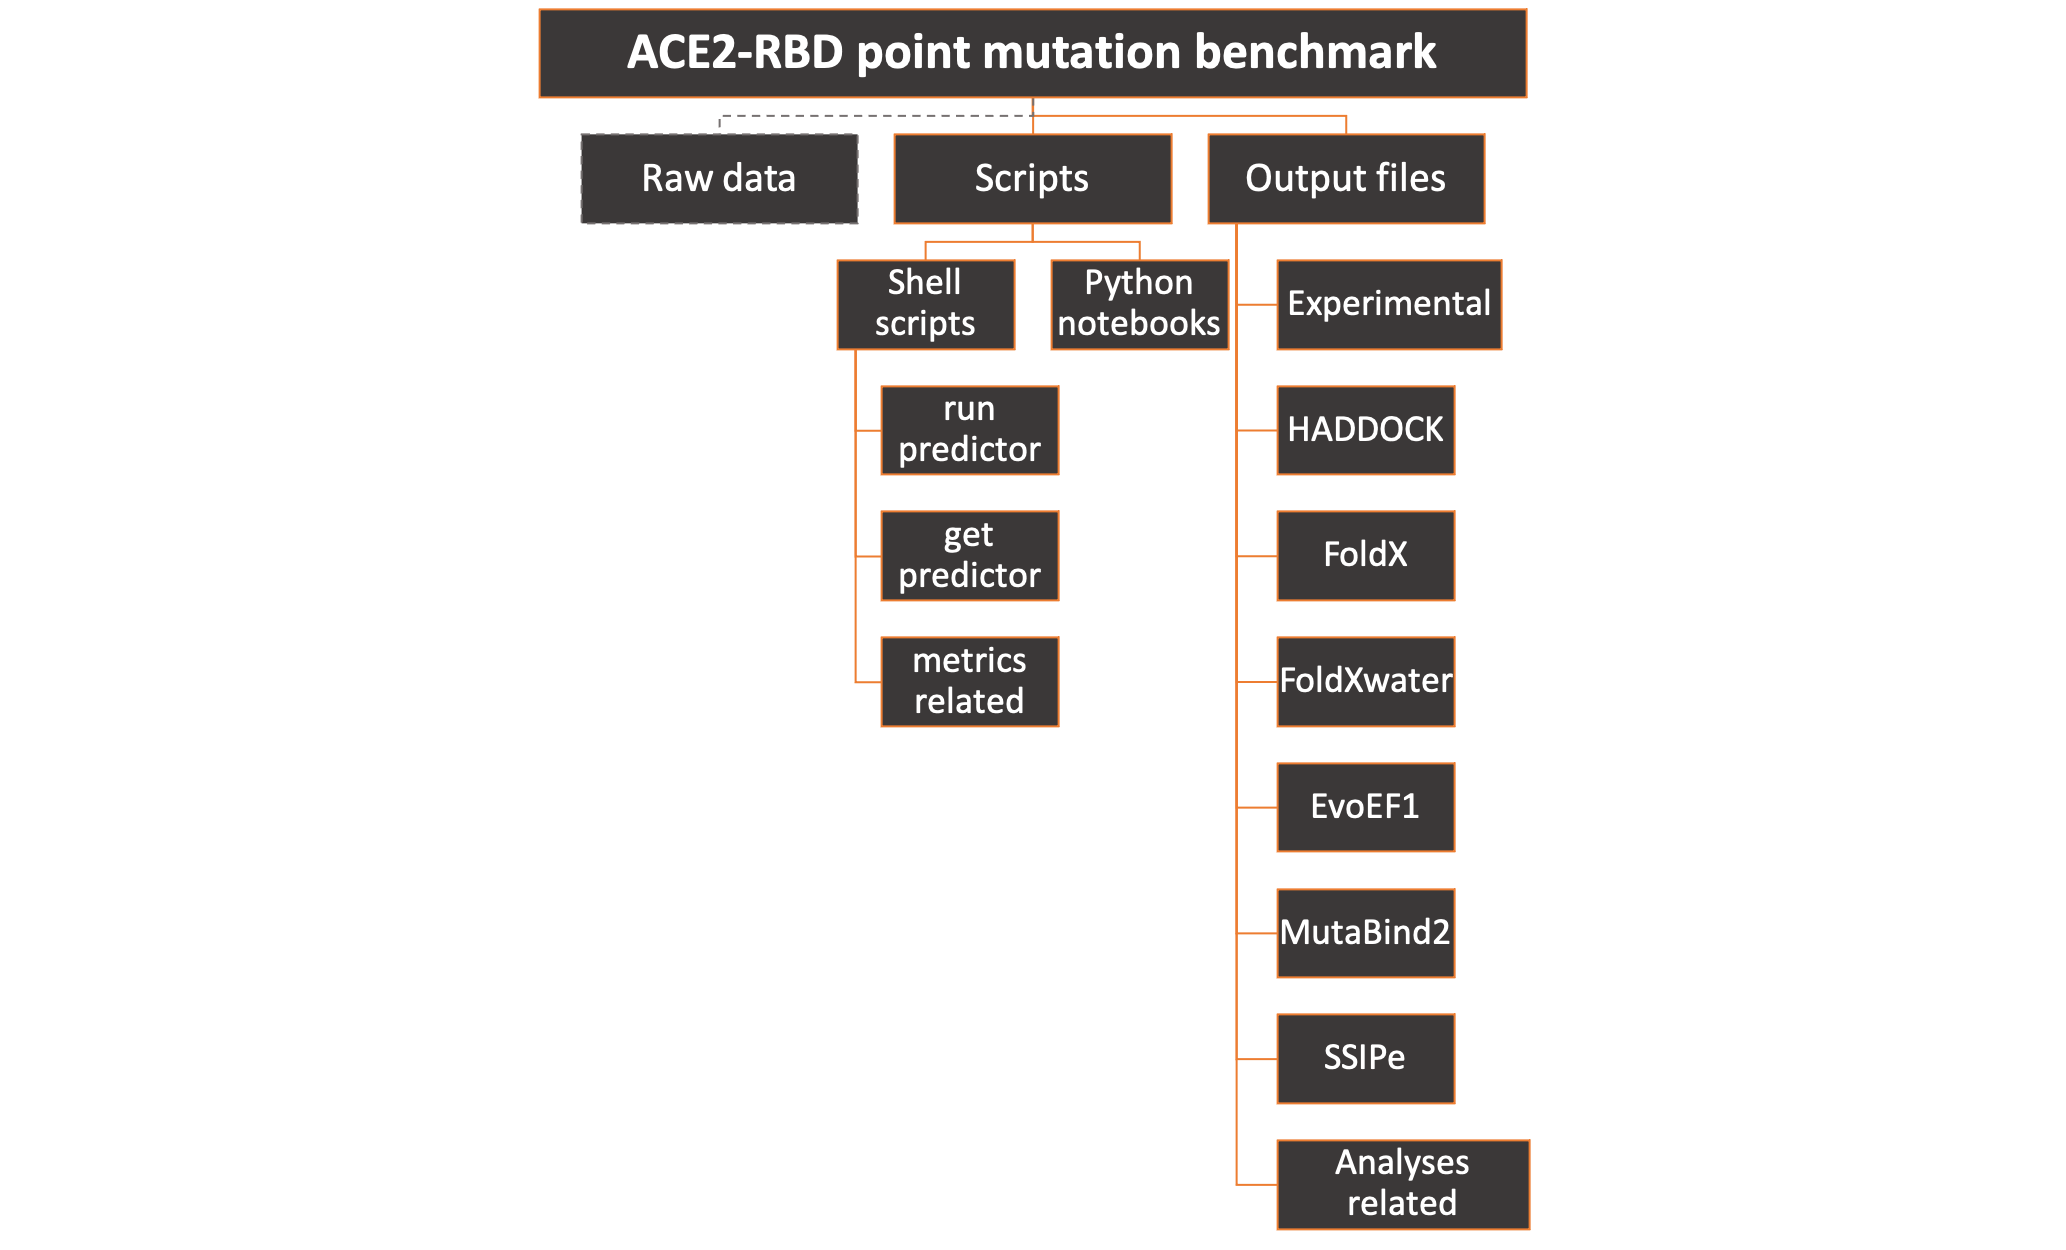 ACE2-RBD point mutation benchmark
Raw data
Scripts
Output files
Shell
scripts
Python
notebooks
run
predictor
get
predictor
metrics
related
Experimental
HADDOCK
FoldX
FoldXwater
EvoEF1
MutaBind2
SSIPe
Analyses
related